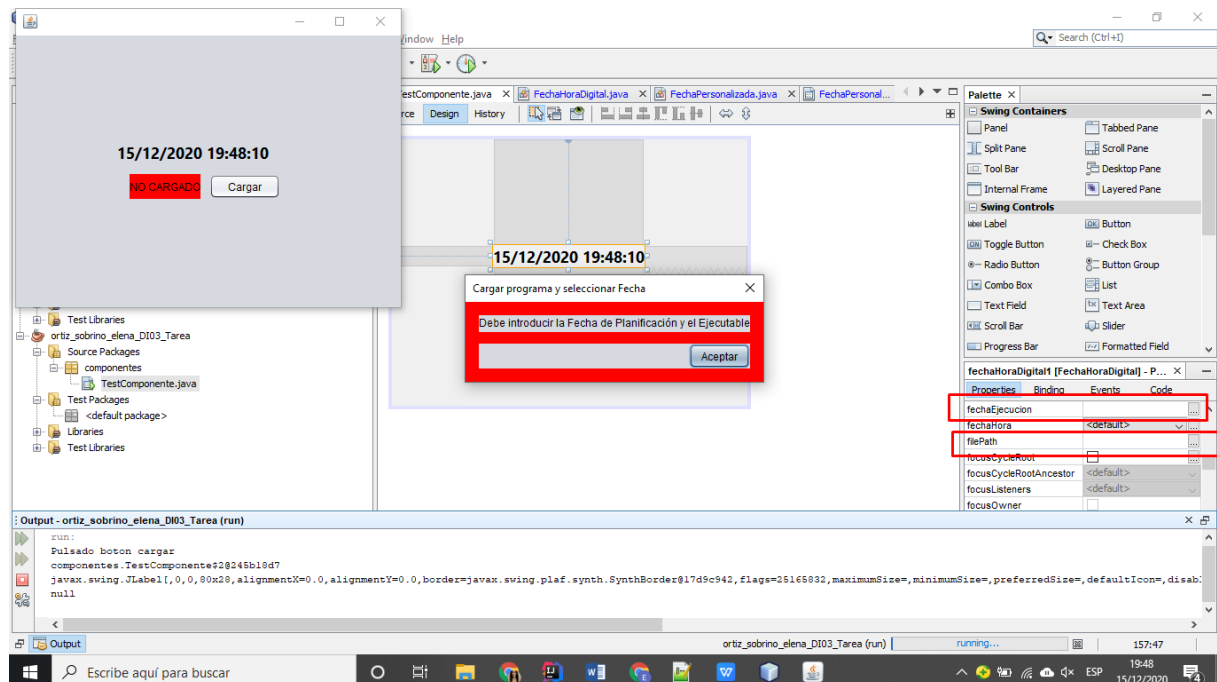 Window Help
Search (Ctrl+I)
TestComponente.java
FechaHoraDigital.java
FechaPersonalizada.java
FechaPersonal...
Source Design History
15/12/2020 19:48:10
NO CARGADO
Cargar
15/12/2020 19:48:10
Cargar programa y seleccionar Fecha
Debe introducir la Fecha de Planificación y el Ejecutable
Aceptar
Test Libraries
ortiz_sobrino_elena_DI03_Tarea
Source Packages
componentes
TestComponente.java
Test Packages
<default package>
Libraries
Test Libraries
Palette
Swing Containers
Panel Tabbed Pane
Split Pane Scroll Pane
Tool Bar Desktop Pane
Internal Frame Layered Pane
Swing Controls
label Label OK Button
ON Toggle Button Check Box
Radio Button Button Group
Combo Box List
Text Field Text Area
Scroll Bar Slider
Progress Bar Formatted Field
fechaHoraDigital1 [FechaHoraDigital] - P...
Properties Binding Events Code
fechaEjecucion ...
fechaHora <default> ...
filePath ...
focusCycleRoot ...
focusCycleRootAncestor <default>
focusListeners <default>
focusOwner
Output - ortiz_sobrino_elena_DI03_Tarea (run)
run:
Pulsado boton cargar
componentes.TestComponente$2@245b18d7
javax.swing.JLabel[,0,0,80x28,alignmentX=0.0,alignmentY=0.0,border=javax.swing.plaf.synth.SynthBorder@17d9c942,flags=25165832,maximumSize=,minimumSize=,preferredSize=,defaultIcon=,disab
null
Output
ortiz_sobrino_elena_DI03_Tarea (run)
running...
157:47
Escribe aquí para buscar
ESP
19:48
15/12/2020